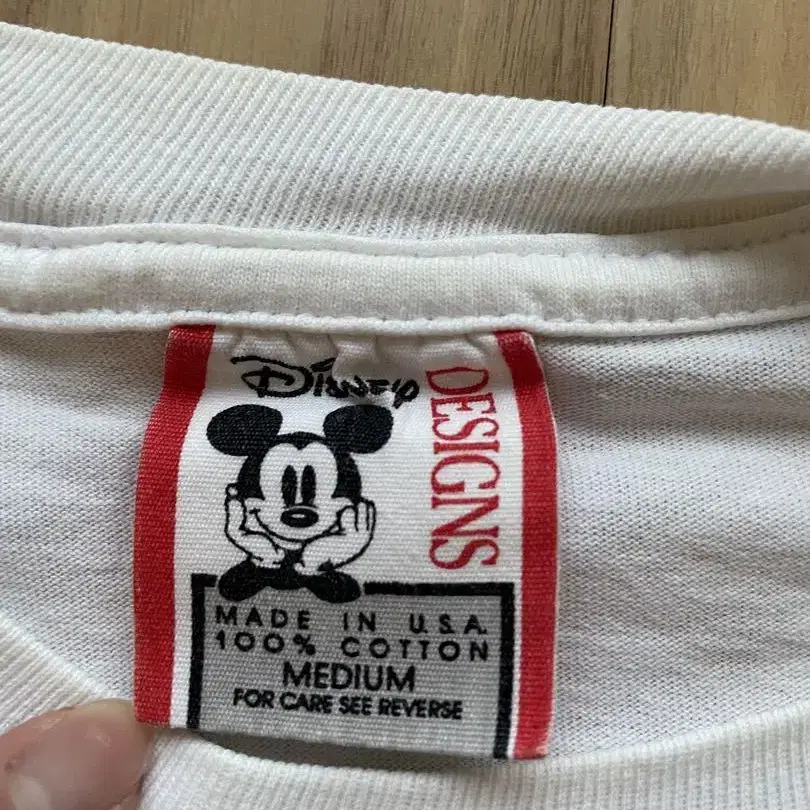 Disney
DESIGNS
MADE IN U.S.A.
100% COTTON
MEDIUM
FOR CARE SEE REVERSE